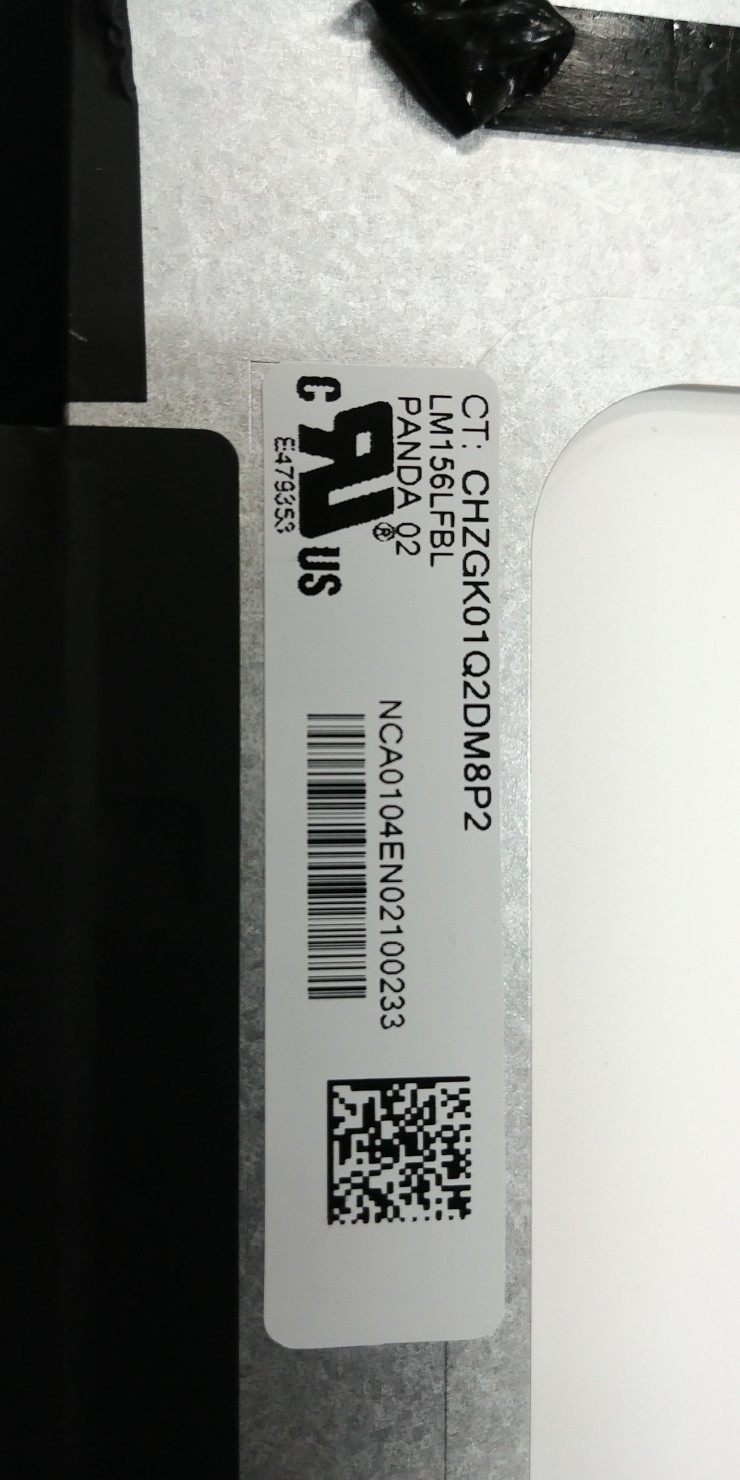 CT: CHZGK01Q2DM8P2
LM156LFBL
PANDA 02
NCA0104EN02100233
C
US
®
E479353